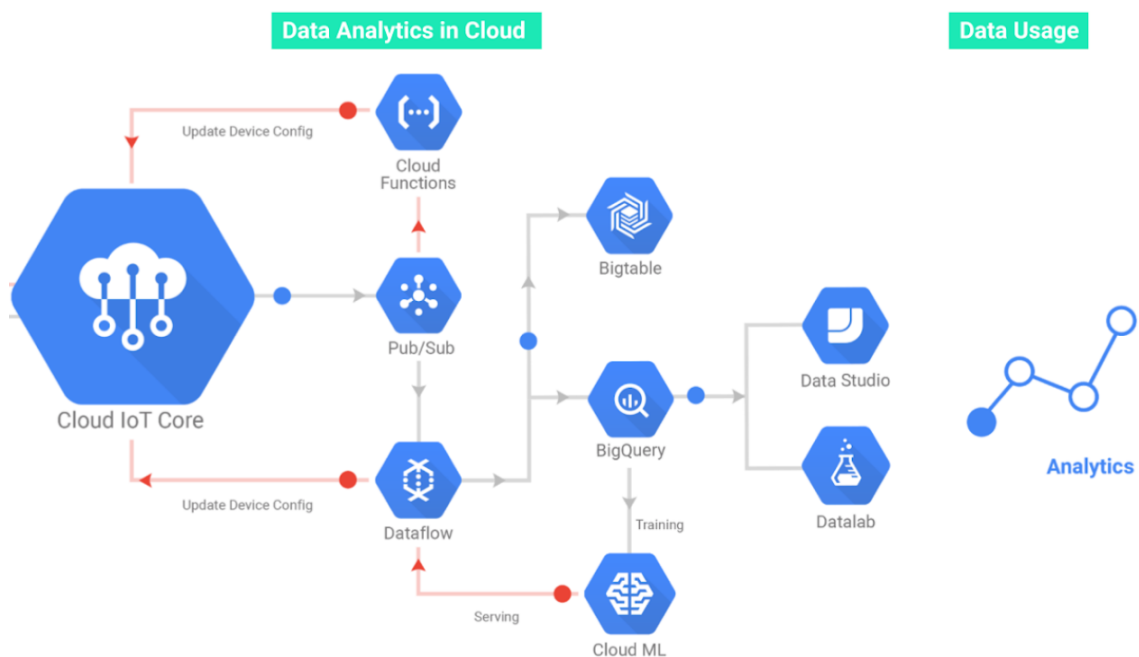 Data Analytics in Cloud
Data Usage
Update Device Config
Cloud
Functions
Bigtable
Pub/Sub
Data Studio
Cloud IoT Core
BigQuery
Analytics
Update Device Config
Dataflow
Training
Datalab
Serving
Cloud ML